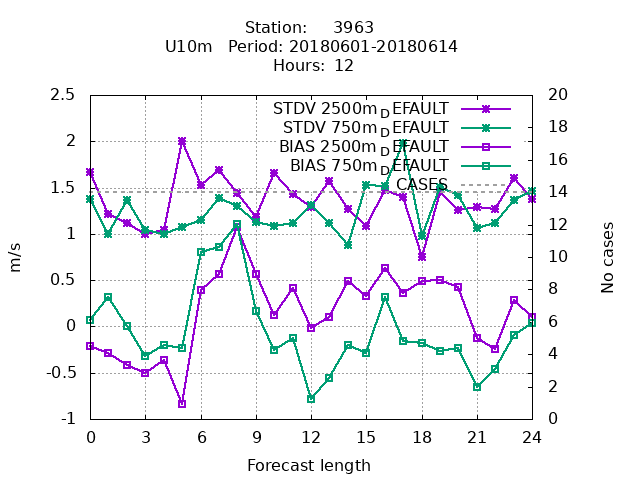 Station: 3963
U10m Period: 20180601-20180614
Hours: 12
2.5
2
1.5
1
0.5
0
-0.5
-1
20
18
16
14
12
10
8
6
4
2
0
STDV 2500m_DEFAULT
STDV 750m_DEFAULT
BIAS 2500m_DEFAULT
BIAS 750m_DEFAULT
CASES
m/s
No cases
0 3 6 9 12 15 18 21 24
Forecast length